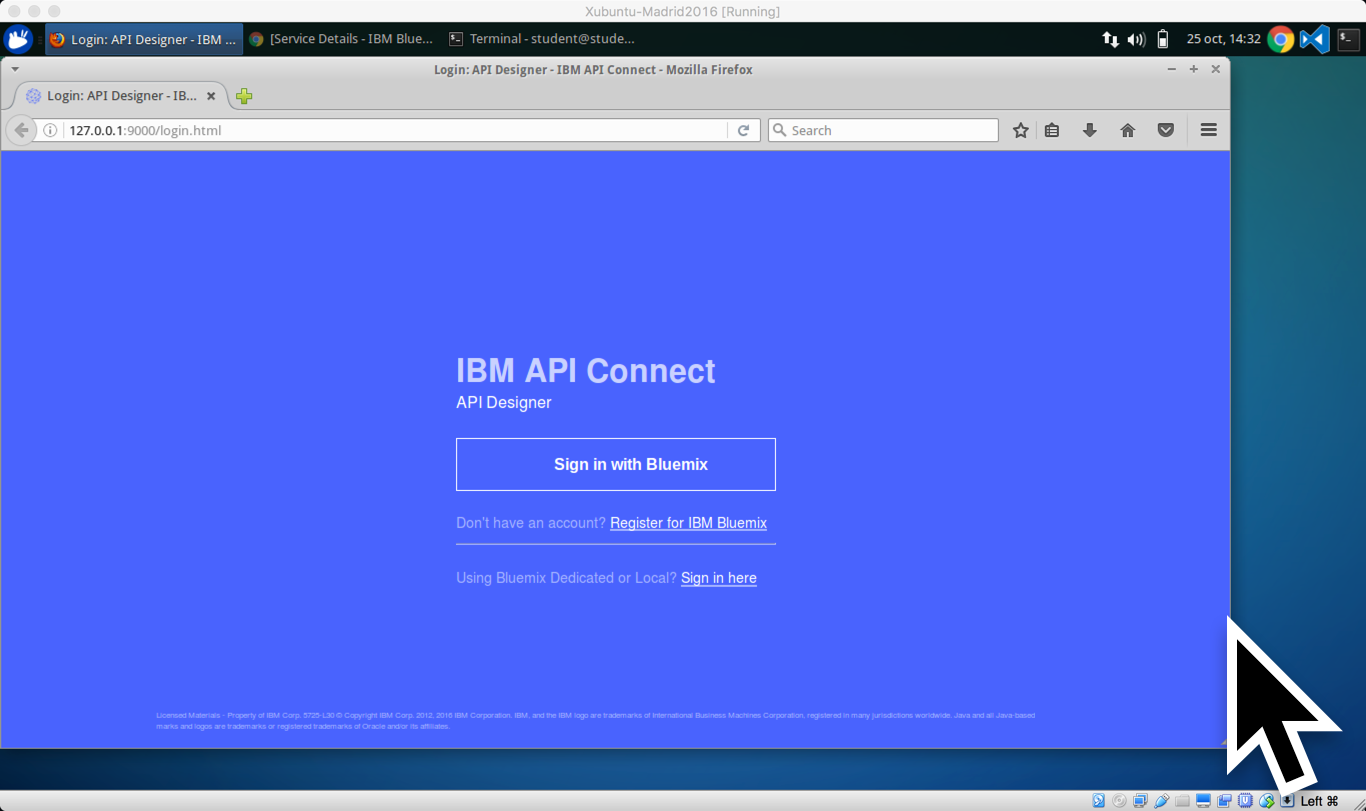 Xubuntu-Madrid2016 [Running]
Login: API Designer - IBM ...
[Service Details - IBM Blue...
Terminal - student@stude...
25 oct, 14:32
Login: API Designer - IBM API Connect - Mozilla Firefox
Login: API Designer - IB...
127.0.0.1:9000/login.html
Search
IBM API Connect
API Designer
Sign in with Bluemix
Don't have an account? Register for IBM Bluemix
Using Bluemix Dedicated or Local? Sign in here
Licensed Materials - Property of IBM Corp. 5725-L30 © Copyright IBM Corp. 2012, 2016 IBM Corporation. IBM, and the IBM logo are trademarks of International Business Machines Corporation, registered in many jurisdictions worldwide. Java and all Java-based
marks and logos are trademarks or registered trademarks of Oracle and/or its affiliates.
Left ⌘